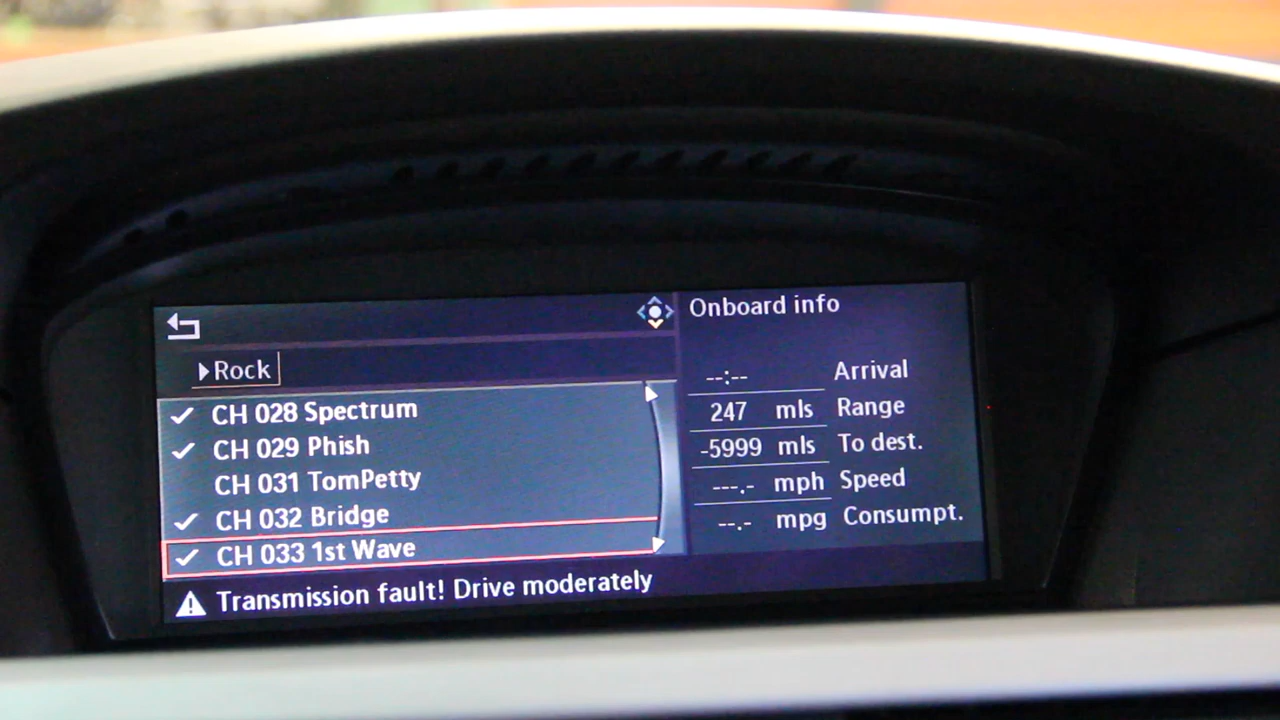 Rock
CH 028 Spectrum
CH 029 Phish
CH 031 TomPetty
CH 032 Bridge
CH 033 1st Wave
Transmission fault! Drive moderately
Onboard info
--:-- Arrival
247 mls Range
-5999 mls To dest.
---.- mph Speed
--.- mpg Consumpt.